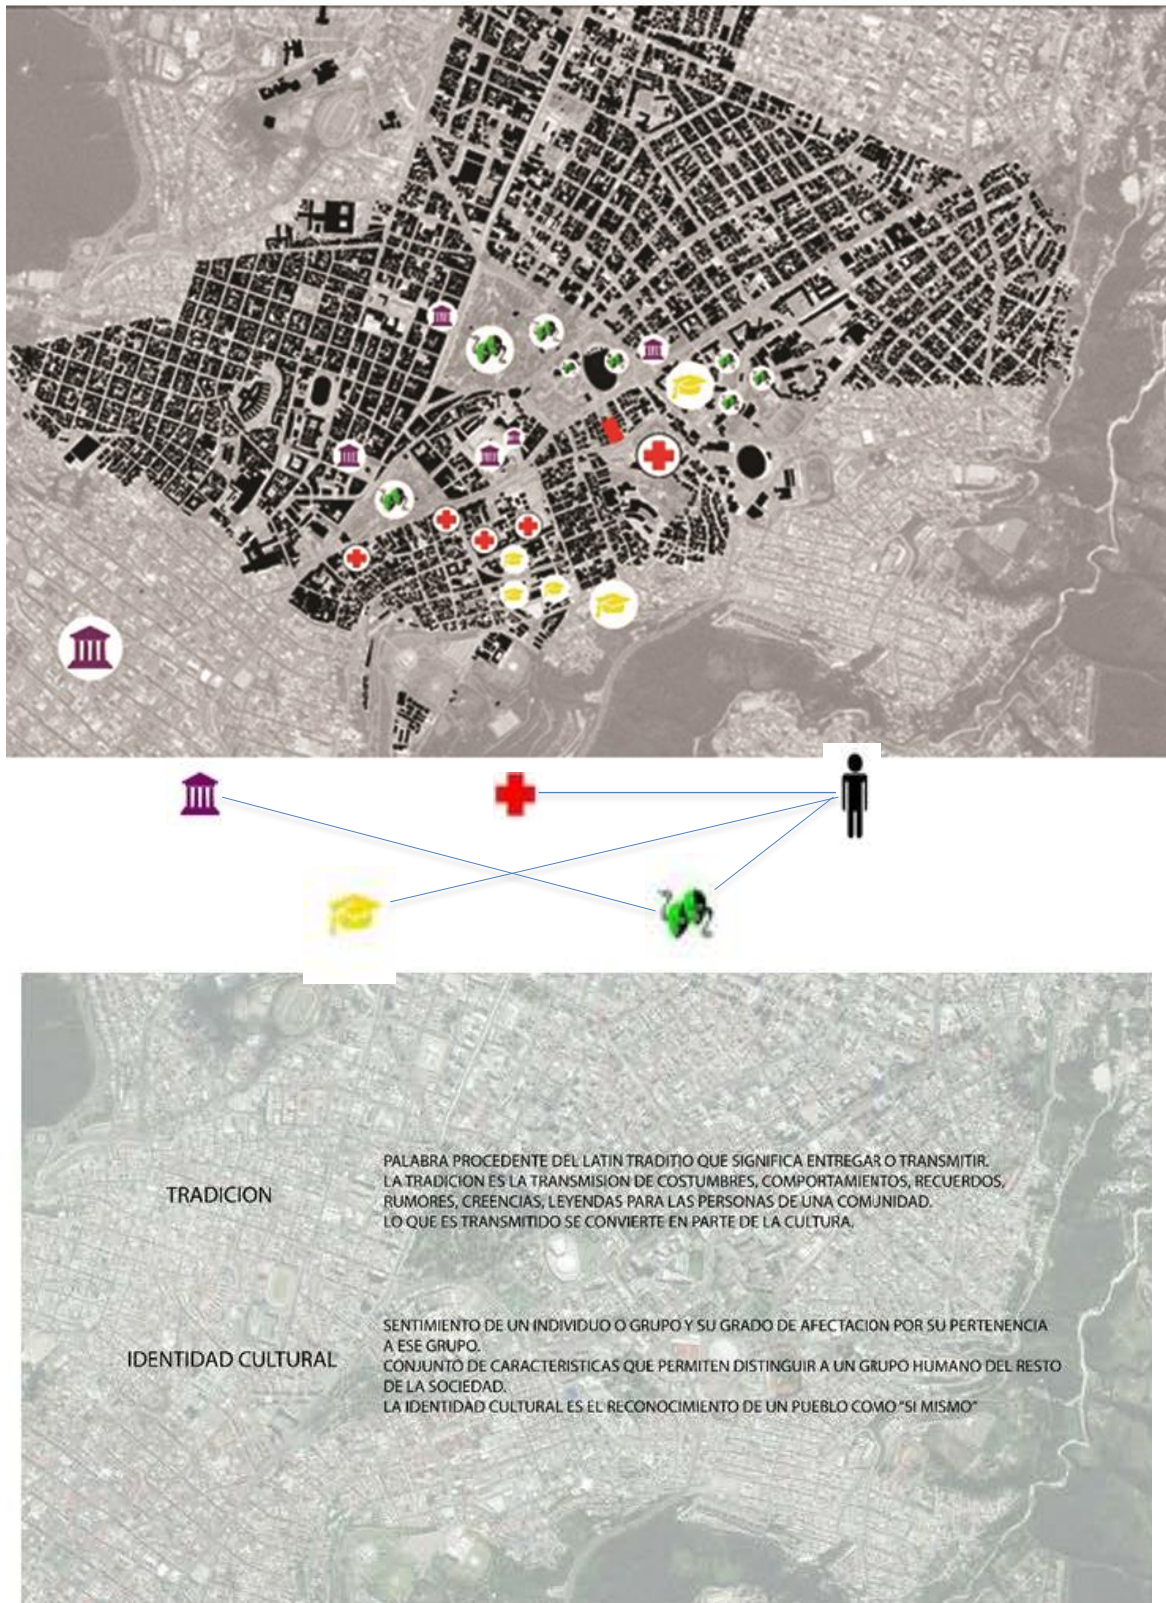 TRADICION
PALABRA PROCEDENTE DEL LATIN TRADITIO QUE SIGNIFICA ENTREGAR O TRANSMITIR.
LA TRADICION ES LA TRANSMISION DE COSTUMBRES, COMPORTAMIENTOS, RECUERDOS,
RUMORES, CREENCIAS, LEYENDAS PARA LAS PERSONAS DE UNA COMUNIDAD.
LO QUE ES TRANSMITIDO SE CONVIERTE EN PARTE DE LA CULTURA.
IDENTIDAD CULTURAL
SENTIMIENTO DE UN INDIVIDUO O GRUPO Y SU GRADO DE AFECTACION POR SU PERTENENCIA
A ESE GRUPO.
CONJUNTO DE CARACTERISTICAS QUE PERMITEN DISTINGUIR A UN GRUPO HUMANO DEL RESTO
DE LA SOCIEDAD.
LA IDENTIDAD CULTURAL ES EL RECONOCIMIENTO DE UN PUEBLO COMO "SI MISMO"